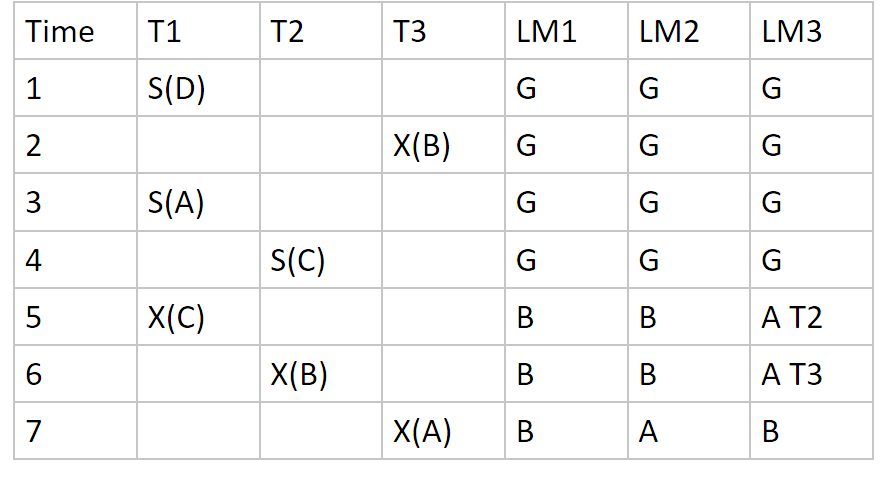 Time T1 T2 T3 LM1 LM2 LM3
1 S(D) G G G
2 X(B) G G G
3 S(A) G G G
4 S(C) G G G
5 X(C) B B A T2
6 X(B) B B A T3
7 X(A) B A B